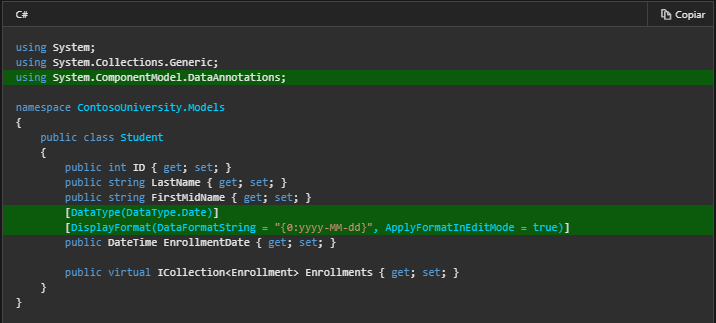 C#
Copiar
using System;
using System.Collections.Generic;
using System.ComponentModel.DataAnnotations;
namespace ContosoUniversity.Models
{
public class Student
{
public int ID { get; set; }
public string LastName { get; set; }
public string FirstMidName { get; set; }
[DataType(DataType.Date)]
[DisplayFormat(DataFormatString = "{0:yyyy-MM-dd}", ApplyFormatInEditMode = true)]
public DateTime EnrollmentDate { get; set; }
public virtual ICollection<Enrollment> Enrollments { get; set; }
}
}